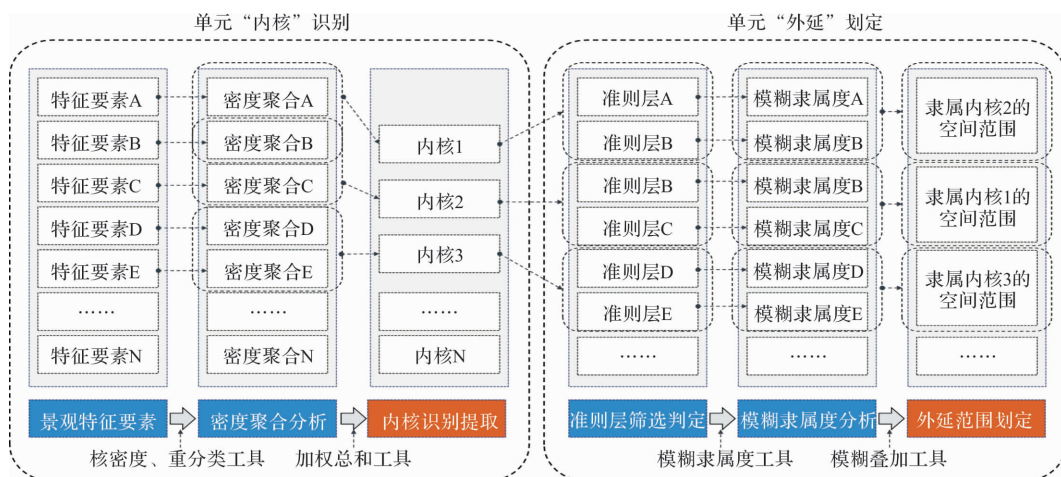 单元“内核”识别
特征要素A
特征要素B
特征要素C
特征要素D
特征要素E
……
特征要素N
密度聚合A
密度聚合B
密度聚合C
密度聚合D
密度聚合E
……
密度聚合N
内核1
内核2
内核3
……
内核N
景观特征要素
密度聚合分析
内核识别提取
核密度、重分类工具
加权总和工具
单元“外延”划定
准则层A
准则层B
准则层B
准则层C
准则层D
准则层E
……
模糊隶属度A
模糊隶属度B
模糊隶属度B
模糊隶属度C
模糊隶属度D
模糊隶属度E
……
隶属内核2的
空间范围
隶属内核1的
空间范围
隶属内核3的
空间范围
……
准则层筛选判定
模糊隶属度分析
外延范围划定
模糊隶属度工具
模糊叠加工具